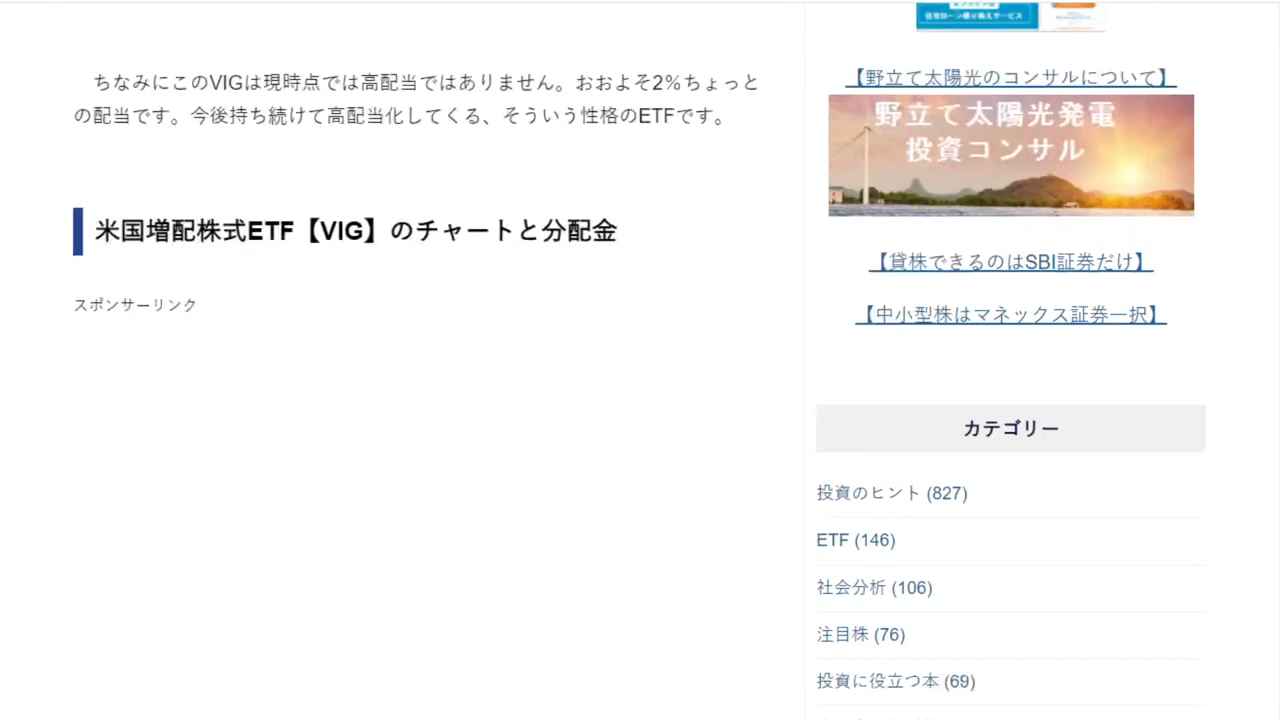 ちなみにこのVIGは現時点では高配当ではありません。おおよそ2%ちょっと
の配当です。今後持ち続けて高配当化してくる、そういう性格のETFです。
米国増配株式ETF【VIG】のチャートと分配金
スポンサーリンク
【野立て太陽光のコンサルについて】
野立て太陽光発電
投資コンサル
【貸株できるのはSBI証券だけ】
【中小型株はマネックス証券一択】
カテゴリー
投資のヒント (827)
ETF (146)
社会分析 (106)
注目株 (76)
投資に役立つ本 (69)